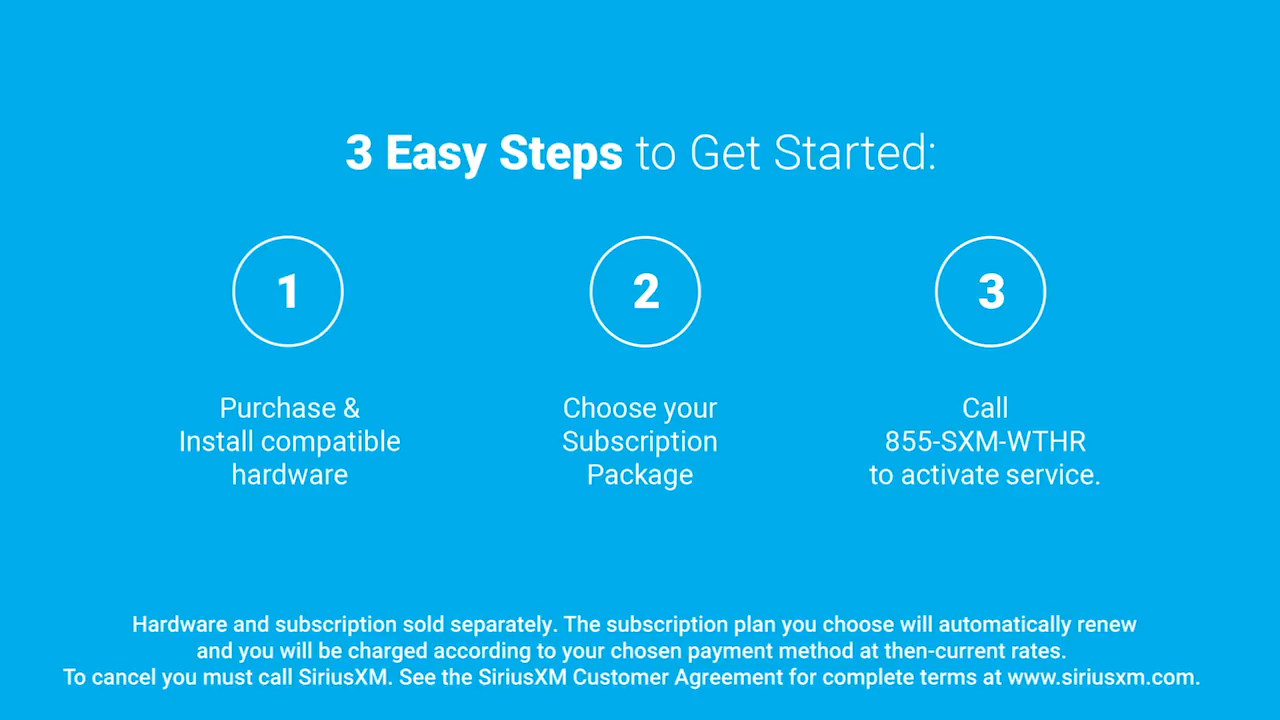 3 Easy Steps to Get Started:
1
2
3
Purchase &
Install compatible
hardware
Choose your
Subscription
Package
Call
855-SXM-WTHR
to activate service.
Hardware and subscription sold separately. The subscription plan you choose will automatically renew
and you will be charged according to your chosen payment method at then-current rates.
To cancel you must call SiriusXM. See the SiriusXM Customer Agreement for complete terms at www.siriusxm.com.